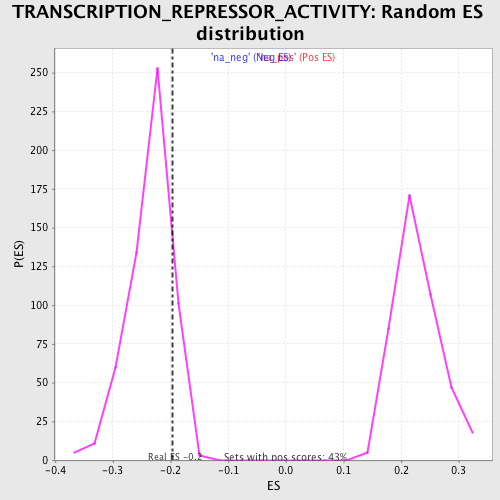 TRANSCRIPTION_REPRESSOR_ACTIVITY: Random ES
distribution
'na_neg' (Neg ES)
'na_pos' (Pos ES)
P(ES)
250
225
200
175
150
125
100
75
50
25
0
Real ES -0.2
Sets with pos scores: 43%
-0.4
-0.3
-0.2
-0.1
0.0
0.1
0.2
0.3
ES